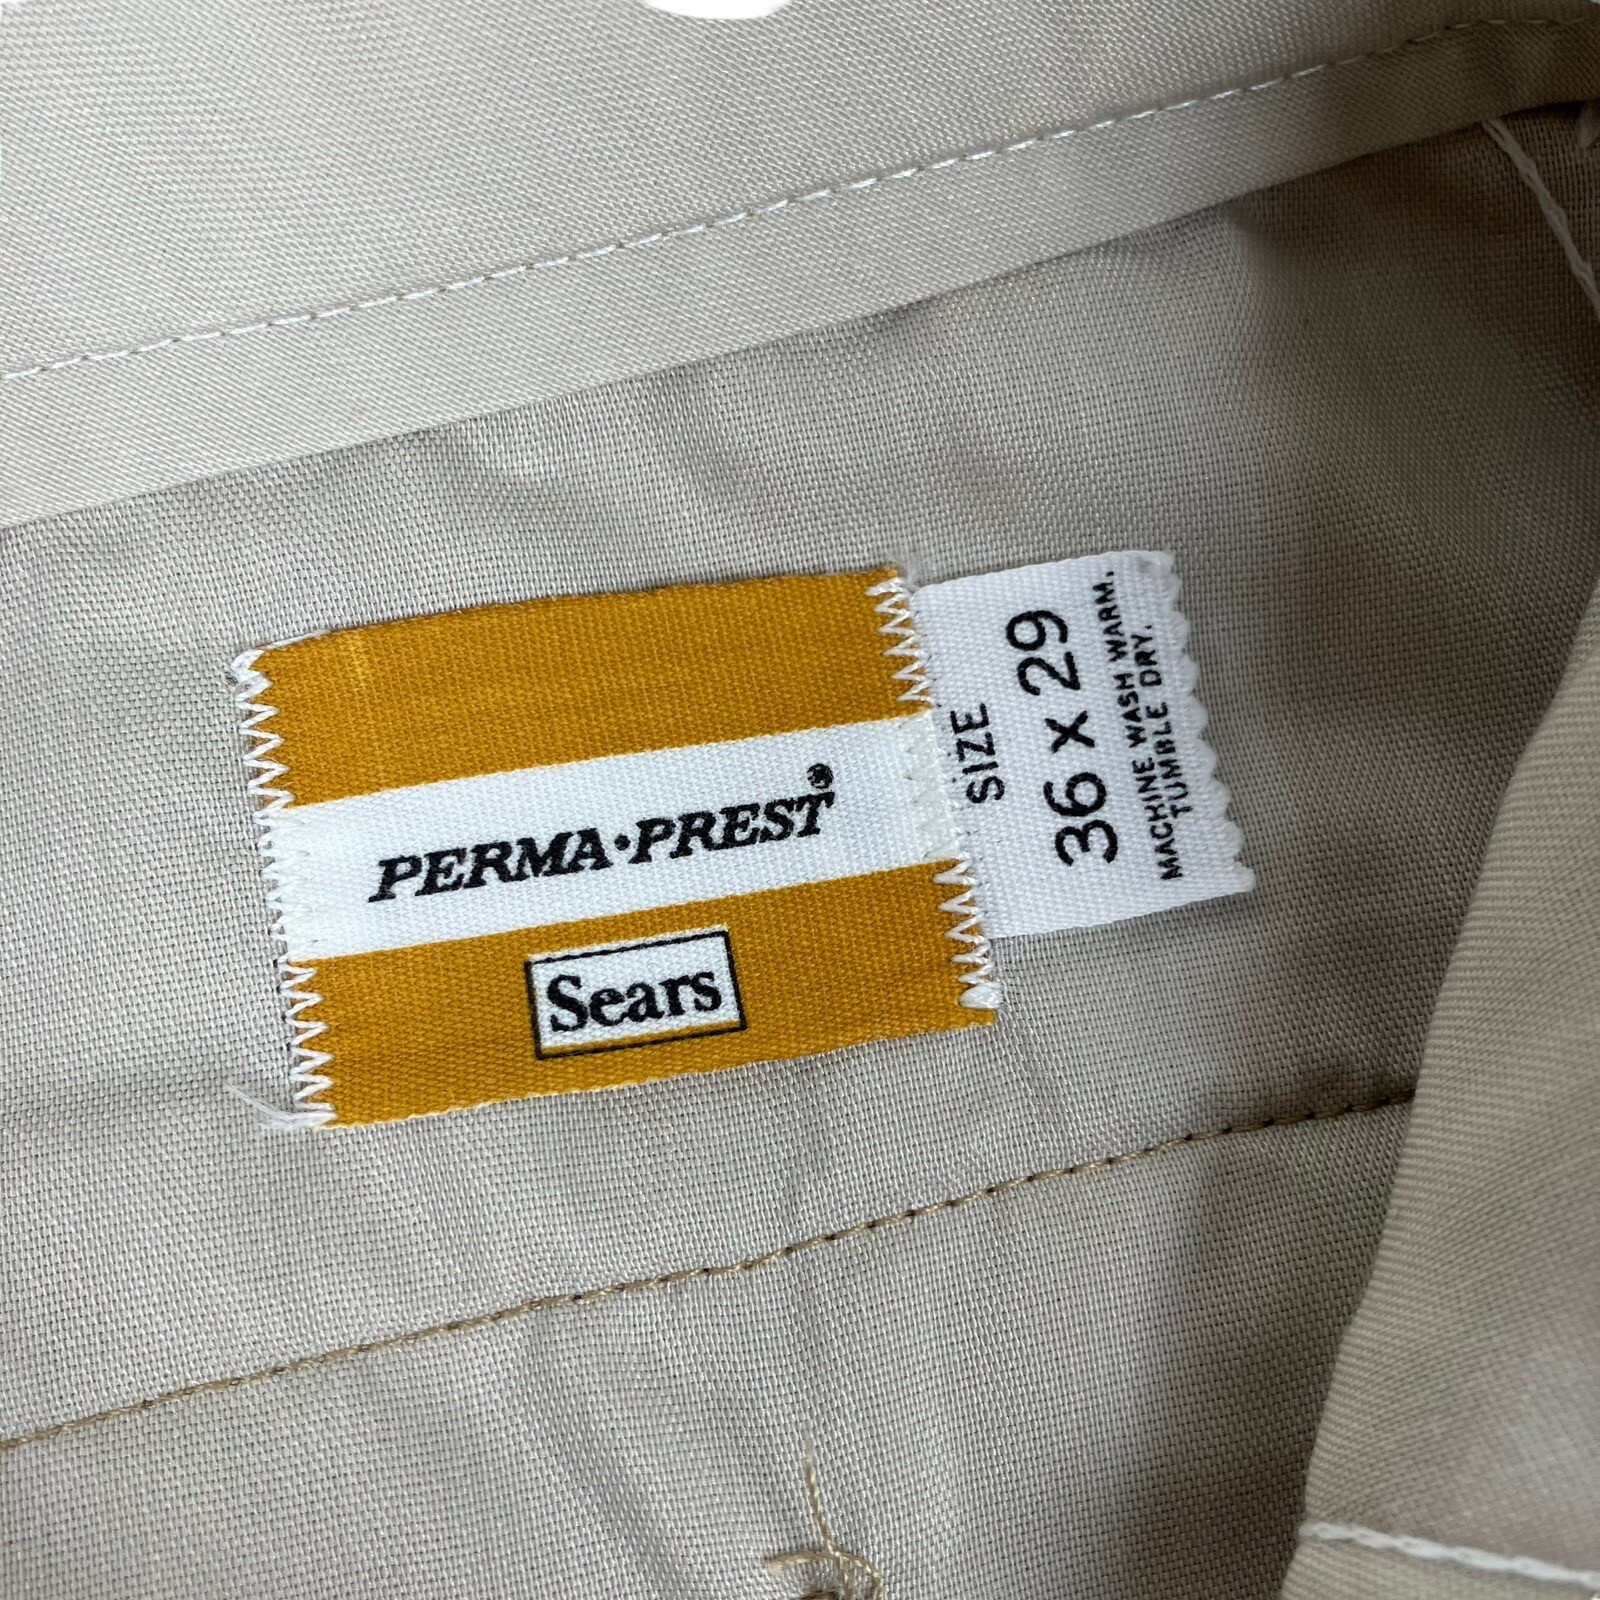 PERMA•PREST®
Sears
SIZE
36 x 29
MACHINE WASH WARM.
TUMBLE DRY.